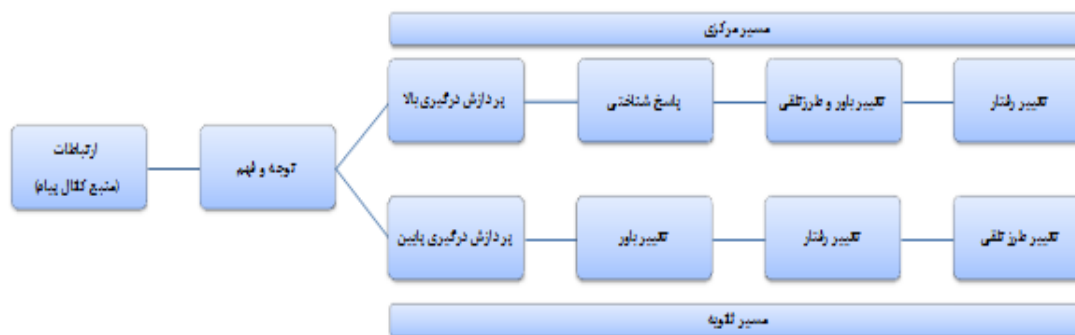 مسیر مرکزی
پردازش درگیری بالا
پاسخ شناختی
تغییر باور و طرزتلقی
تغییر رفتار
ارتباطات
(منبع کانال پیام)
توجه و فهم
پردازش درگیری پایین
تغییر باور
تغییر رفتار
تغییر طرز تلقی
مسیر ثانویه